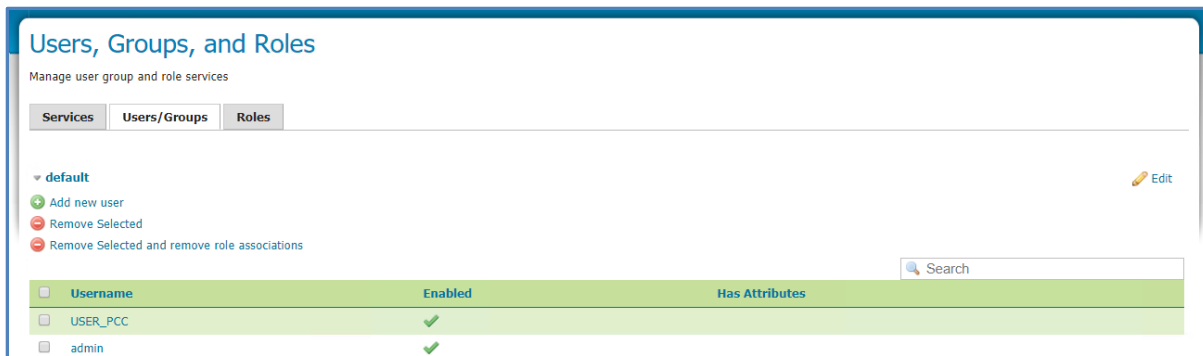 Users, Groups, and Roles
Manage user group and role services
Services Users/Groups Roles
default Edit
Add new user
Remove Selected
Remove Selected and remove role associations
Search
Username Enabled Has Attributes
USER_PCC
admin